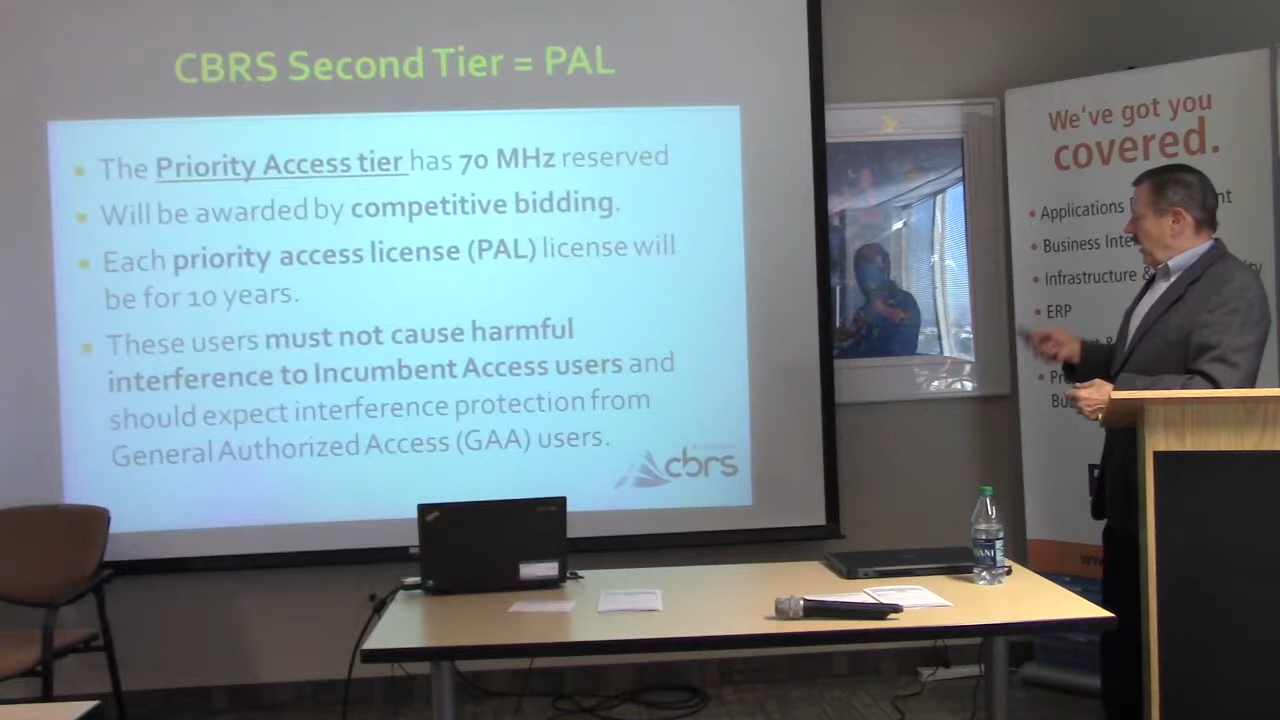 CBRS Second Tier = PAL
The Priority Access tier has 70 MHz reserved
Will be awarded by competitive bidding.
Each priority access license (PAL) license will
be for 10 years.
These users must not cause harmful
interference to Incumbent Access users and
should expect interference protection from
General Authorized Access (GAA) users.
cbrs
We've got you
covered.
Applications
Business
Infrastructure &
ERP